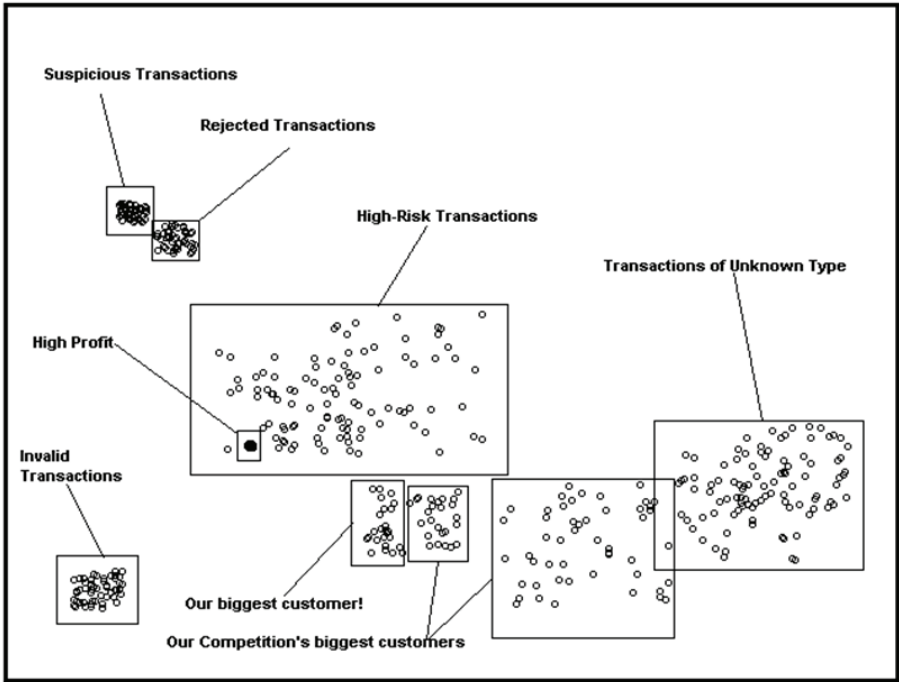 Suspicious Transactions
Rejected Transactions
High-Risk Transactions
Transactions of Unknown Type
High Profit
Invalid
Transactions
Our biggest customer!
Our Competition's biggest customers